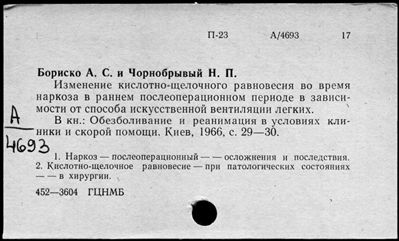 П-23 А/4693 17
Бориско А. С. и Чорнобрывый Н. П.
Изменение кислотно-щелочного равновесия во время
наркоза в раннем послеоперационном периоде в зависи-
мости от способа искусственной вентиляции легких.
В кн.: Обезболивание и реанимация в условиях кли-
ники и скорой помощи. Киев, 1966, с. 29—30.
А
4693
1. Наркоз — послеоперационный — — осложнения и последствия.
2. Кислотно-щелочное равновесие — при патологических состояниях
— — в хирургии.
452—3604 ГЦНМБ